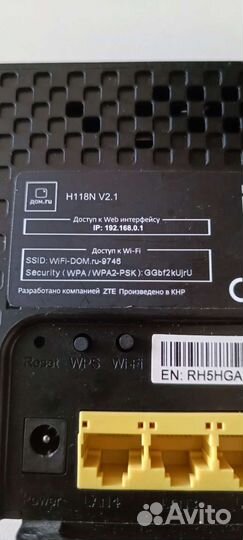 ДОМ.RU
H118N V2.1
Доступ к Web интерфейсу
IP: 192.168.0.1
Доступ к Wi-Fi
SSID: WiFi-DOM.ru-9746
Security (WPA/WPA2-PSK): GGbf2kUjrU
Разработано компанией ZTE Произведено в КНР
Reset WPS Wi-Fi
EN: RH5HGA
Power LAN4
Avito